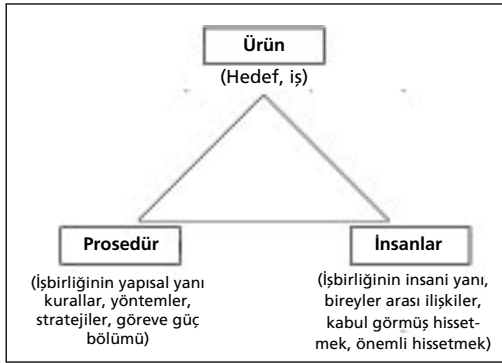 Ürün
(Hedef, iş)
Prosedür
(İşbirliğinin yapısal yanı
kurallar, yöntemler,
stratejiler, göreve güç
bölümü)
İnsanlar
(İşbirliğinin insani yanı,
bireyler arası ilişkiler,
kabul görmüş hisset-
mek, önemli hissetmek)